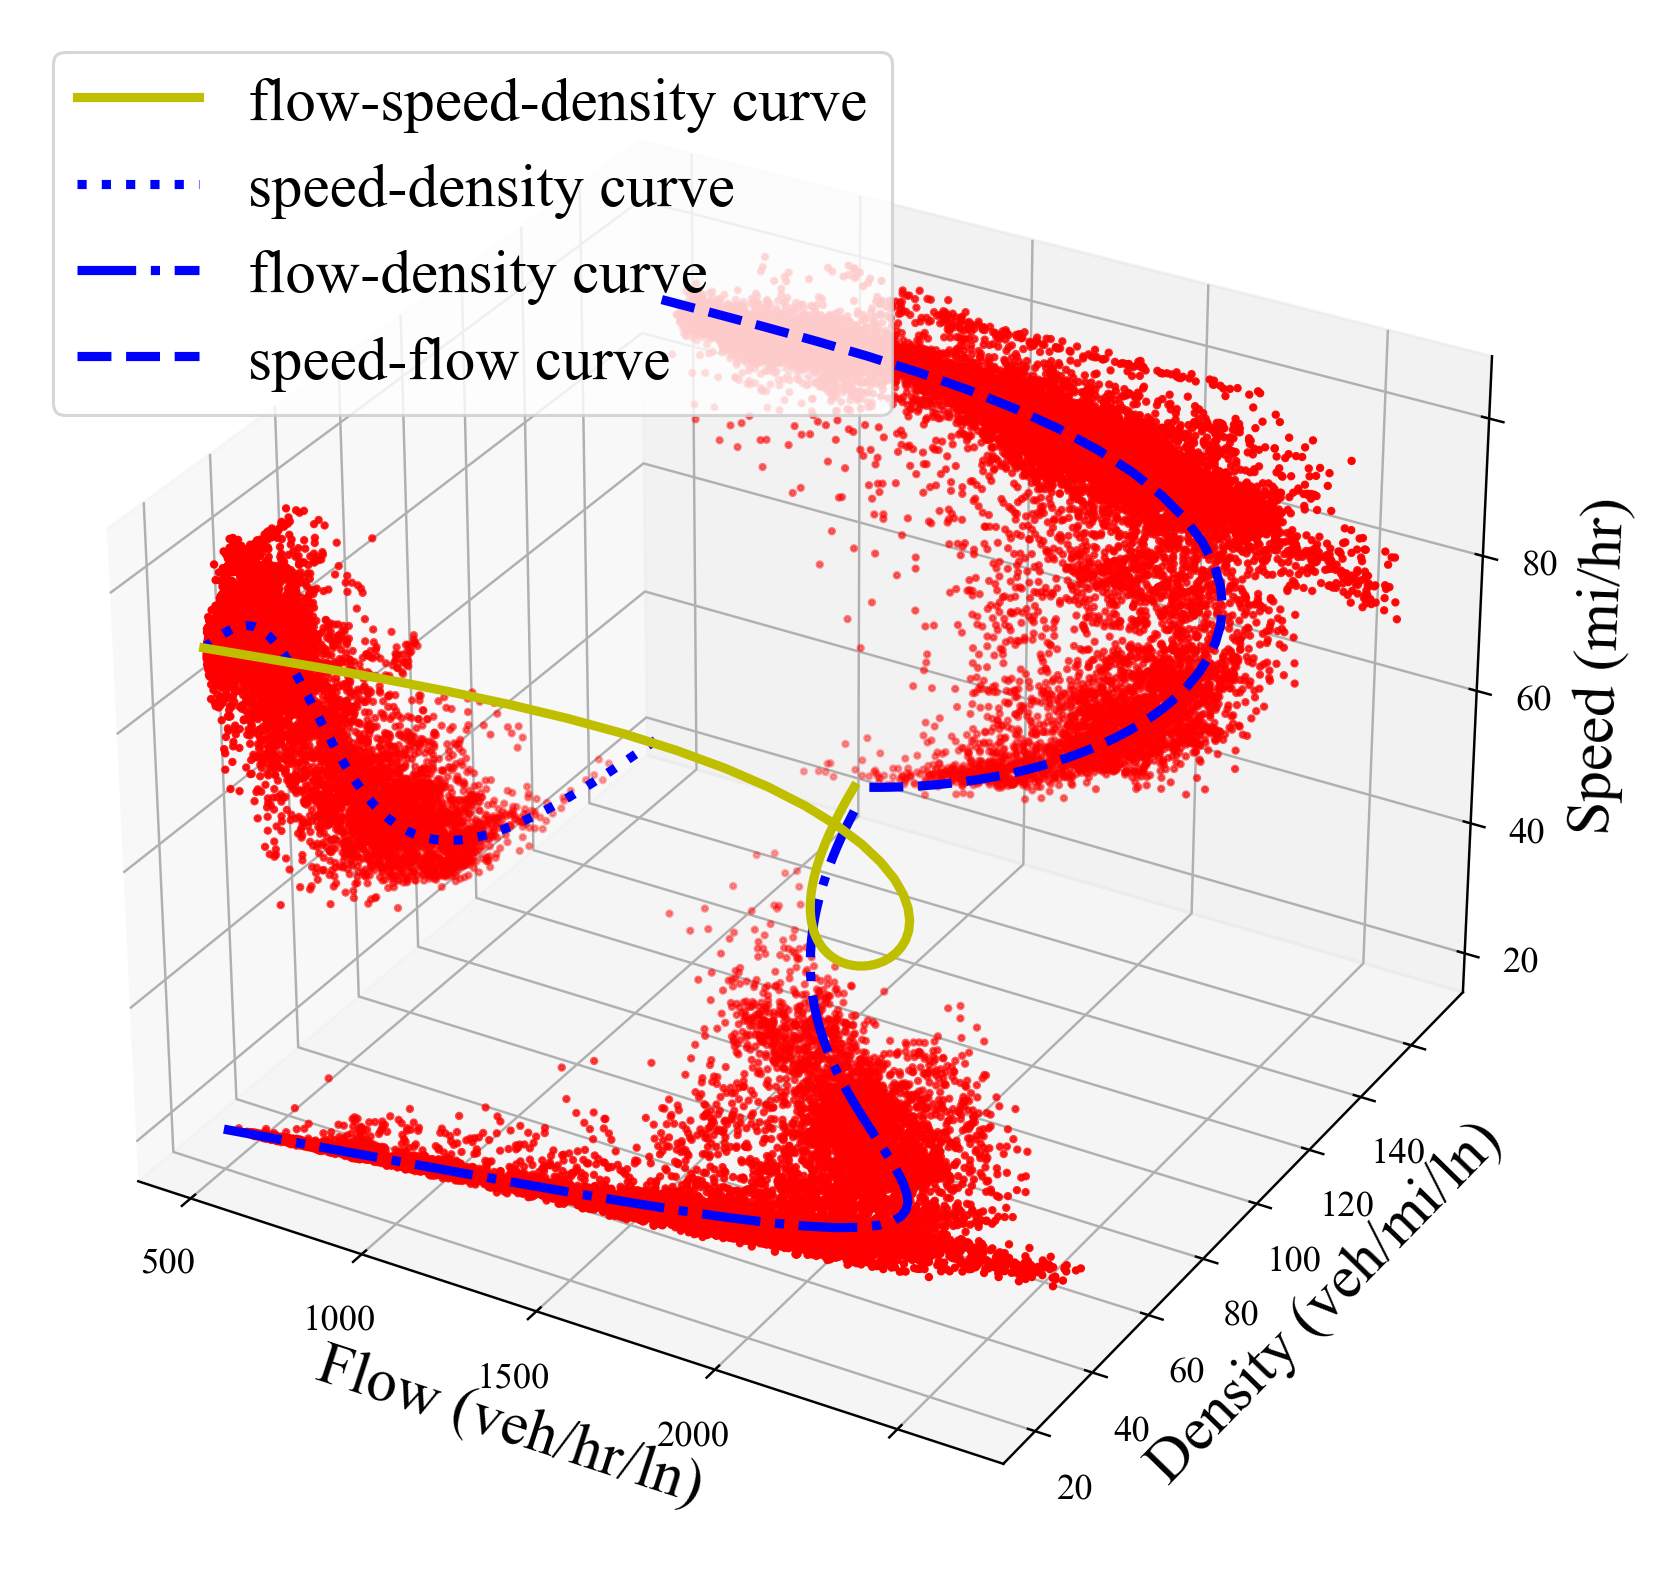 flow-speed-density curve
speed-density curve
flow-density curve
speed-flow curve
80
60
40
20
Speed (mi/hr)
140
120
100
80
60
40
20
Density (veh/mi/ln)
500
1000
1500
2000
Flow (veh/hr/ln)